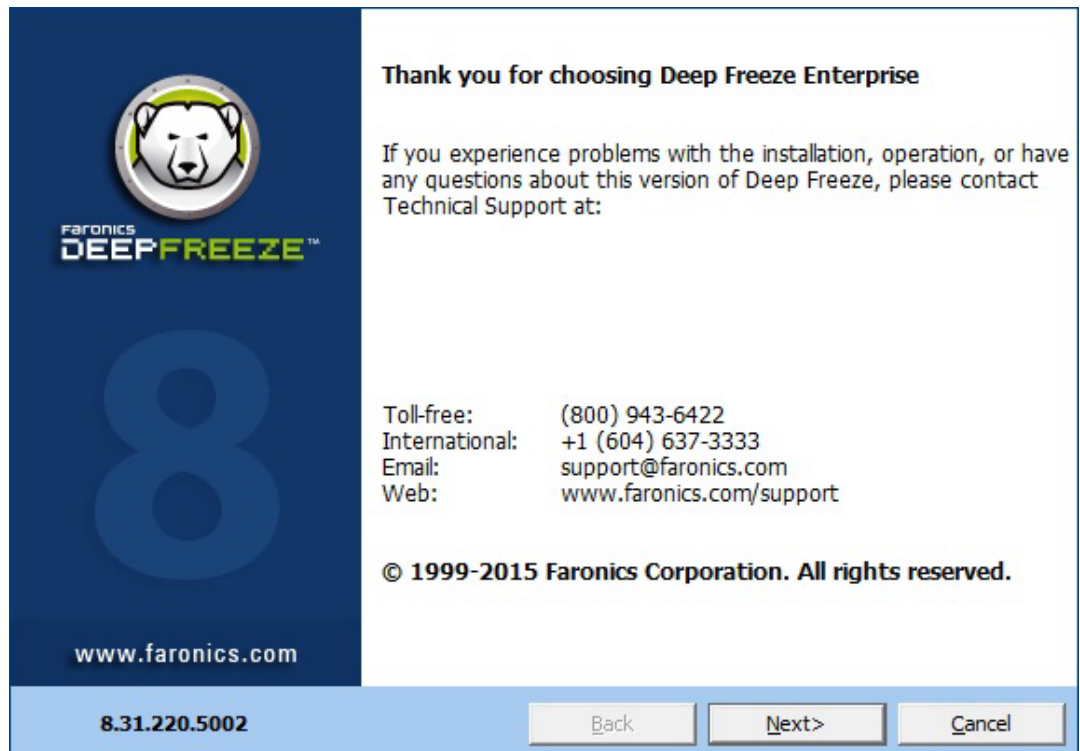 Faronics
DEEPFREEZE™
8
www.faronics.com
Thank you for choosing Deep Freeze Enterprise
If you experience problems with the installation, operation, or have
any questions about this version of Deep Freeze, please contact
Technical Support at:
Toll-free: (800) 943-6422
International: +1 (604) 637-3333
Email: support@faronics.com
Web: www.faronics.com/support
© 1999-2015 Faronics Corporation. All rights reserved.
8.31.220.5002
Back
Next>
Cancel